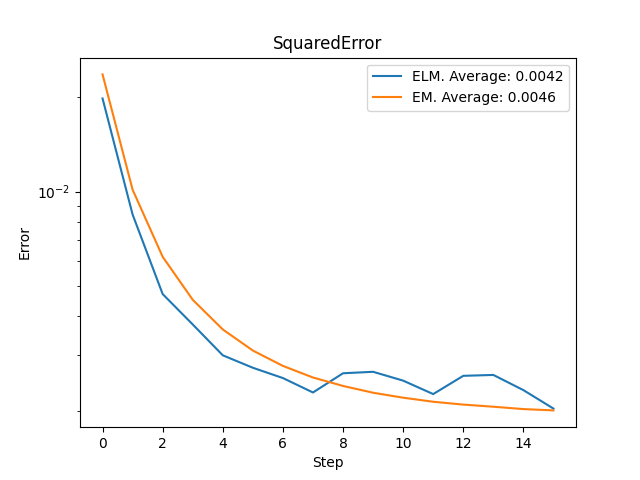 SquaredError
ELM. Average: 0.0042
EM. Average: 0.0046
10⁻²
Error
0 2 4 6 8 10 12 14
Step